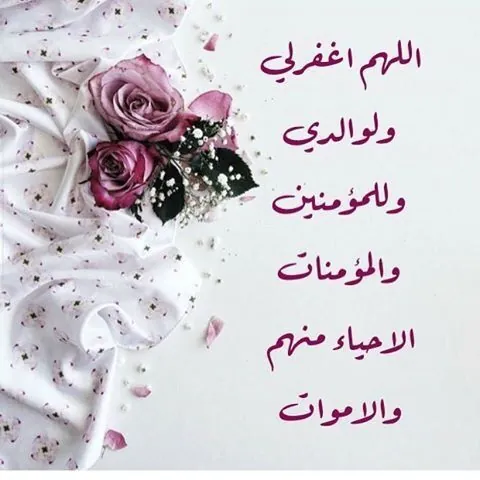 اللهم اغفرلي
ولوالدي
وللمؤمنين
والمؤمنات
الاحياء منهم
والاموات